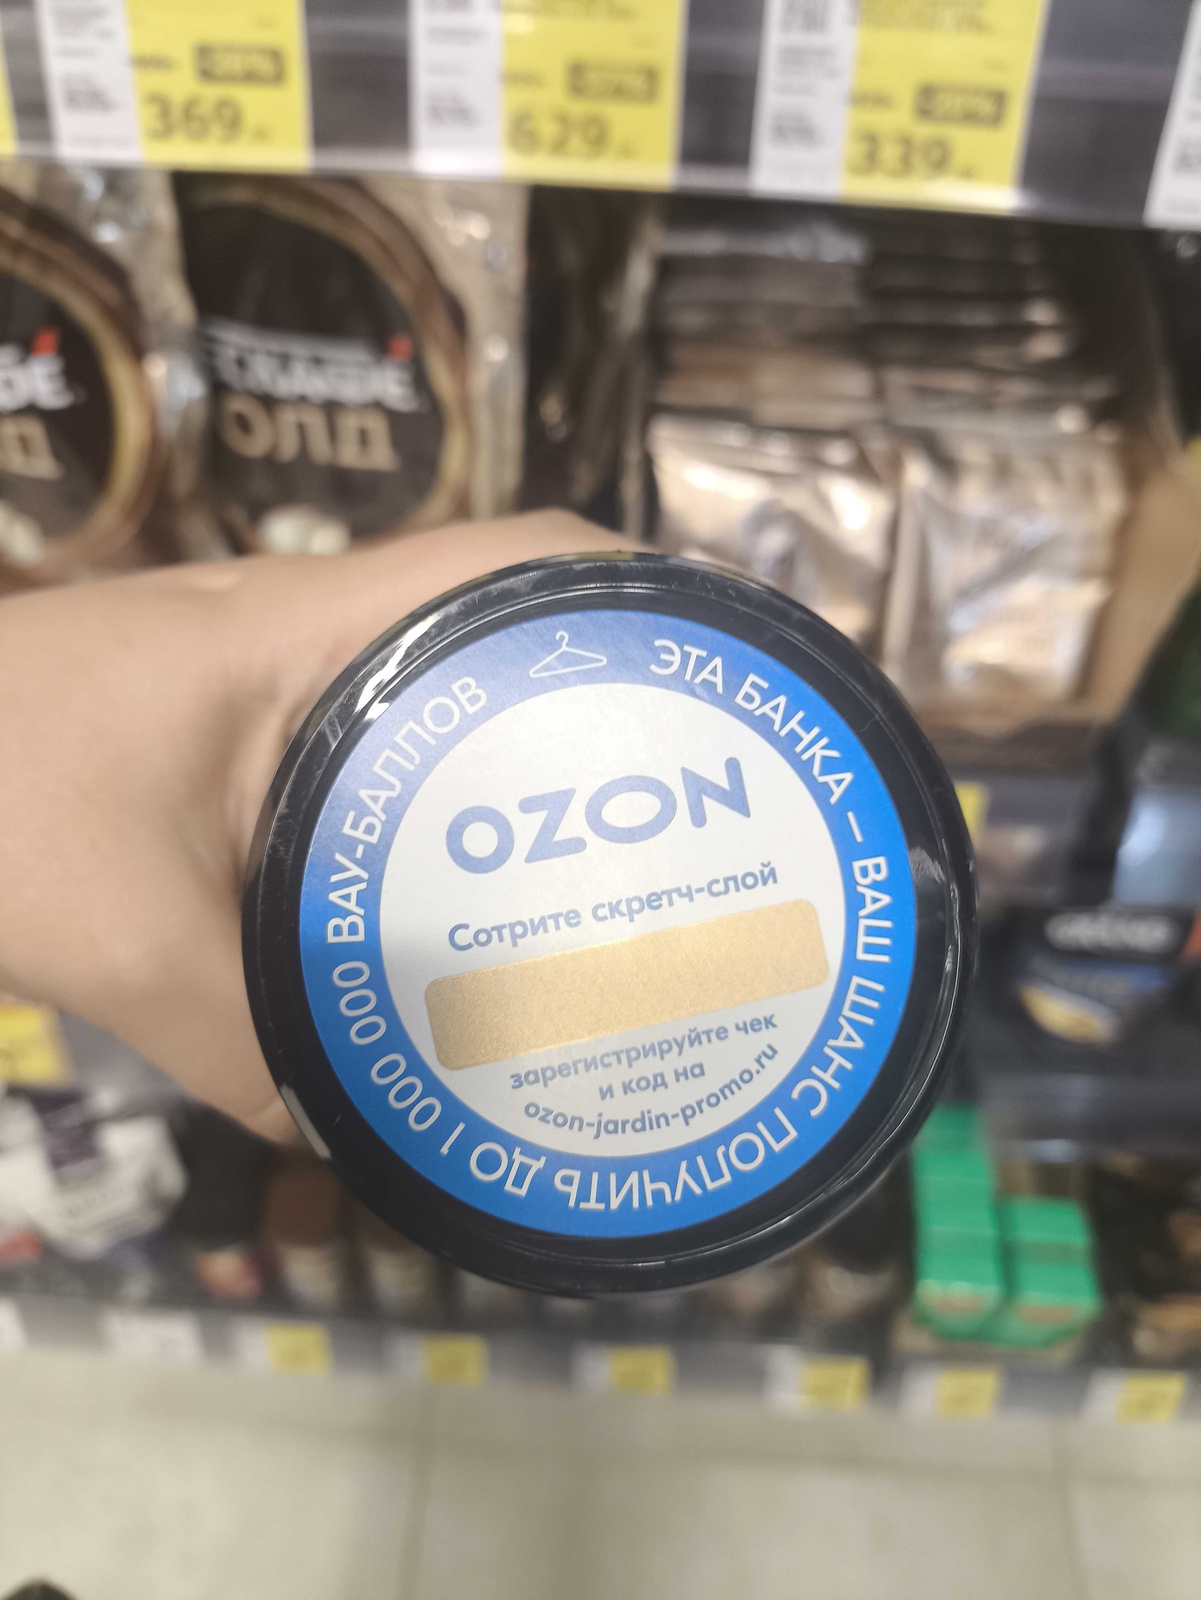 369
629
339
ЭТА БАНКА – ВАШ ШАНС ПОЛУЧИТЬ ДО 1 000 000 ВАУ-БАЛЛОВ
OZON
Сотрите скретч-слой
зарегистрируйте чек
и код на
ozon-jardin-promo.ru